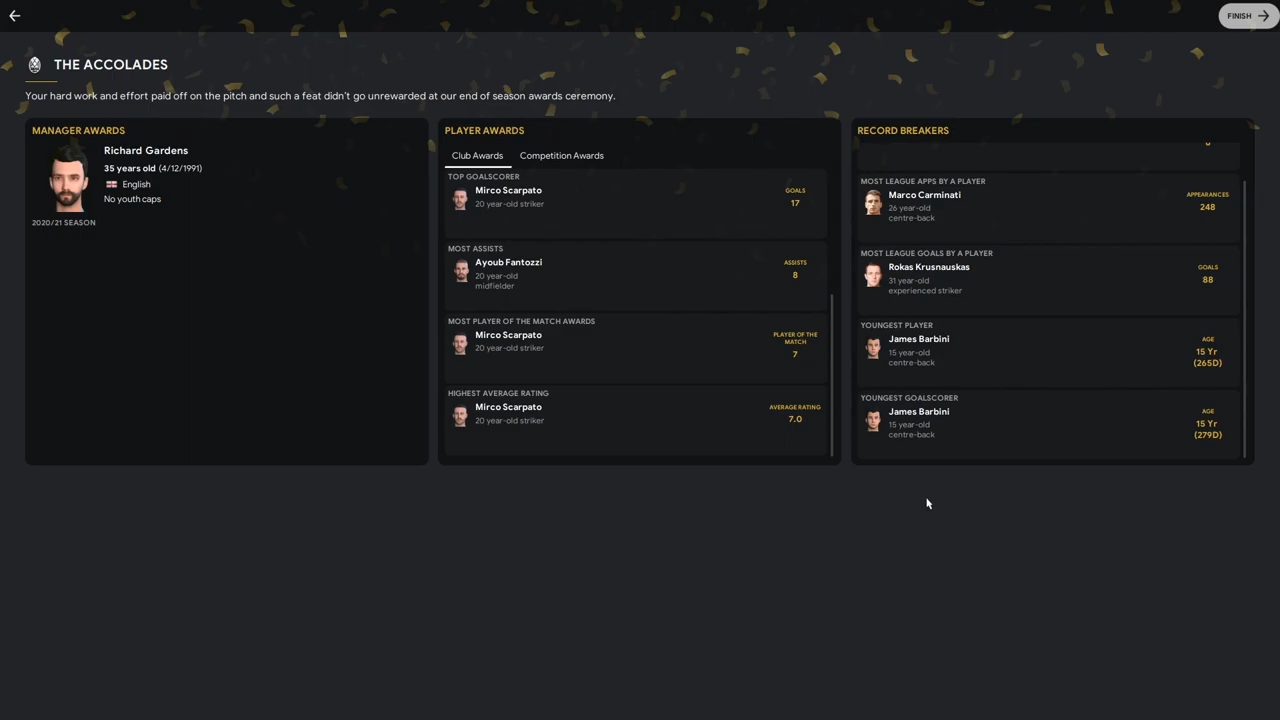 FINISH
THE ACCOLADES
Your hard work and effort paid off on the pitch and such a feat didn't go unrewarded at our end of season awards ceremony.
MANAGER AWARDS
Richard Gardens
35 years old (4/12/1991)
English
No youth caps
2020/21 SEASON
PLAYER AWARDS
Club Awards
Competition Awards
TOP GOALSCORER
Mirco Scarpato
20 year-old striker
GOALS
17
MOST ASSISTS
Ayoub Fantozzi
20 year-old
midfielder
ASSISTS
8
MOST PLAYER OF THE MATCH AWARDS
Mirco Scarpato
20 year-old striker
PLAYER OF THE
MATCH
7
HIGHEST AVERAGE RATING
Mirco Scarpato
20 year-old striker
AVERAGE RATING
7.0
RECORD BREAKERS
MOST LEAGUE APPS BY A PLAYER
Marco Carminati
26 year-old
centre-back
APPEARANCES
248
MOST LEAGUE GOALS BY A PLAYER
Rokas Krusnauskas
31 year-old
experienced striker
GOALS
88
YOUNGEST PLAYER
James Barbini
15 year-old
centre-back
AGE
15 Yr
(265D)
YOUNGEST GOALSCORER
James Barbini
15 year-old
centre-back
AGE
15 Yr
(279D)